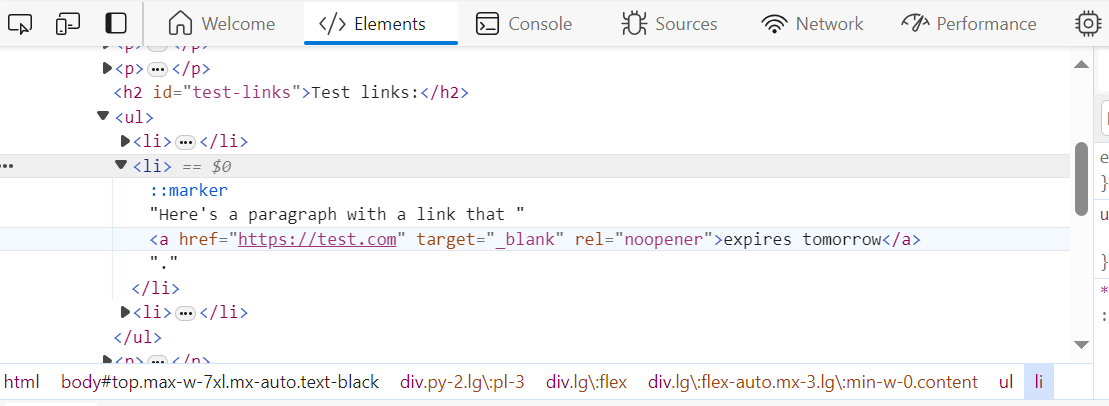 Welcome Elements Console Sources Network Performance
<p> ••• </p>
<p> ••• </p>
<h2 id="test-links">Test links:</h2>
<ul>
<li> ••• </li>
••• <li> == $0
::marker
"Here's a paragraph with a link that "
<a href="https://test.com" target="_blank" rel="noopener">expires tomorrow</a>
"."
</li>
<li> ••• </li>
</ul>
<p> ••• </p>
html body#top.max-w-7xl.mx-auto.text-black div.py-2.lg\:pl-3 div.lg\:flex div.lg\:flex-auto.mx-3.lg\:min-w-0.content ul li